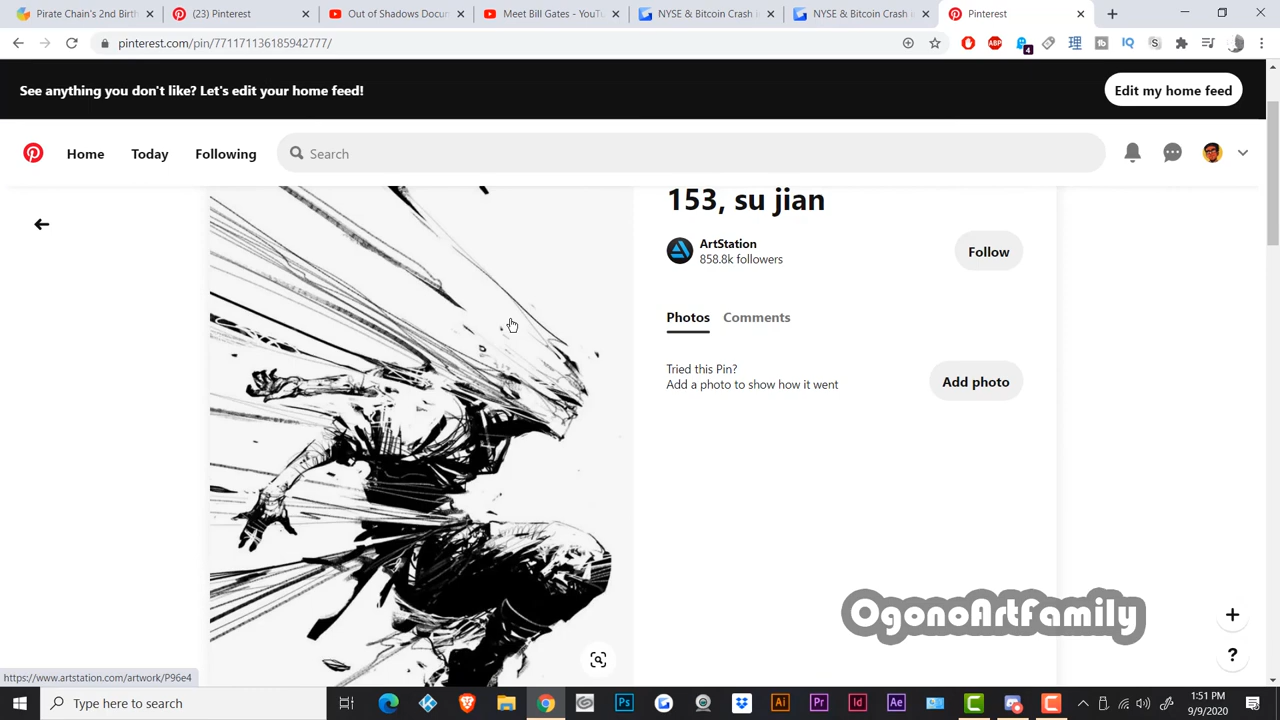 Pirate Chain's 2nd Birth
(23) Pinterest
Out of Shadows Docum
Meet Bill Gates - YouTu
NYSE & Bitcoin Crash i
NYSE & Bitcoin Crash i
Pinterest
pinterest.com/pin/771171136185942777/
See anything you don't like? Let's edit your home feed!
Edit my home feed
Home
Today
Following
Search
153, su jian
ArtStation
858.8k followers
Follow
Photos
Comments
Tried this Pin?
Add a photo to show how it went
Add photo
OgonoArtFamily
https://www.artstation.com/artwork/P96e4
Type here to search
1:51 PM
9/9/2020